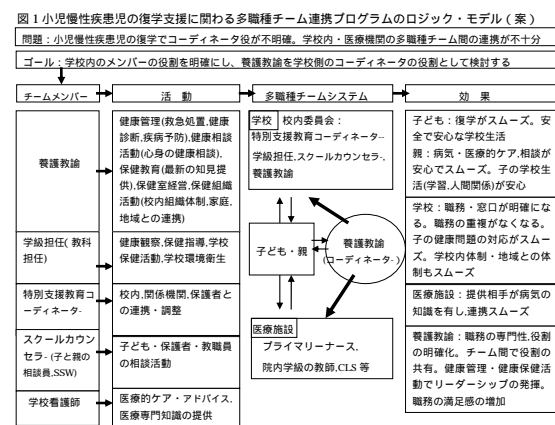 図1 小児慢性疾患児の復学支援に関わる多職種チーム連携プログラムのロジック・モデル（案）
問題：小児慢性疾患児の復学でコーディネータ役が不明確。学校内・医療機関の多職種チーム間の連携が不十分
ゴール：学校内のメンバーの役割を明確にし、養護教諭を学校側のコーディネータの役割として検討する
チームメンバー
活 動
多職種チームシステム
効 果
養護教諭
健康管理(救急処置,健康
診断,疾病予防),健康相談
活動(心身の健康相談),
保健教育(最新の知見提
供),保健室経営,保健組織
活動(校内組織体制,家庭,
地域との連携)
学級担任(教科
担任)
健康観察,保健指導,学校
保健活動,学校環境衛生
特別支援教育コ
ーディネーター
校内,関係機関,保護者と
の連携・調整
スクールカウン
セラー(子と親の
相談員,SSW)
子ども・保護者・教職員
の相談活動
学校看護師
医療的ケア・アドバイス,
医療専門知識の提供
学校 校内委員会：
特別支援教育コーディネーター
学級担任,スクールカウンセラー,
養護教諭
子ども・親
養護教諭
(コーディネーター)
医療施設
プライマリーナース,
院内学級の教師,CLS 等
子ども：復学がスムーズ。安
全で安心な学校生活
親：病気・医療的ケア,相談が
安心でスムーズ。子の学校生
活(学習,人間関係)が安心
学校：職務・窓口が明確にな
る。職務の重複がなくなる。
子の健康問題の対応がスムー
ズ。学校内体制・地域との体
制もスムーズ
医療施設：提供相手が病気の
知識を有し,連携スムーズ
養護教諭：職務の専門性,役割
の明確化。チーム間で役割の
共有。健康管理・健康保健活
動でリーダーシップの発揮。
職務の満足感の増加